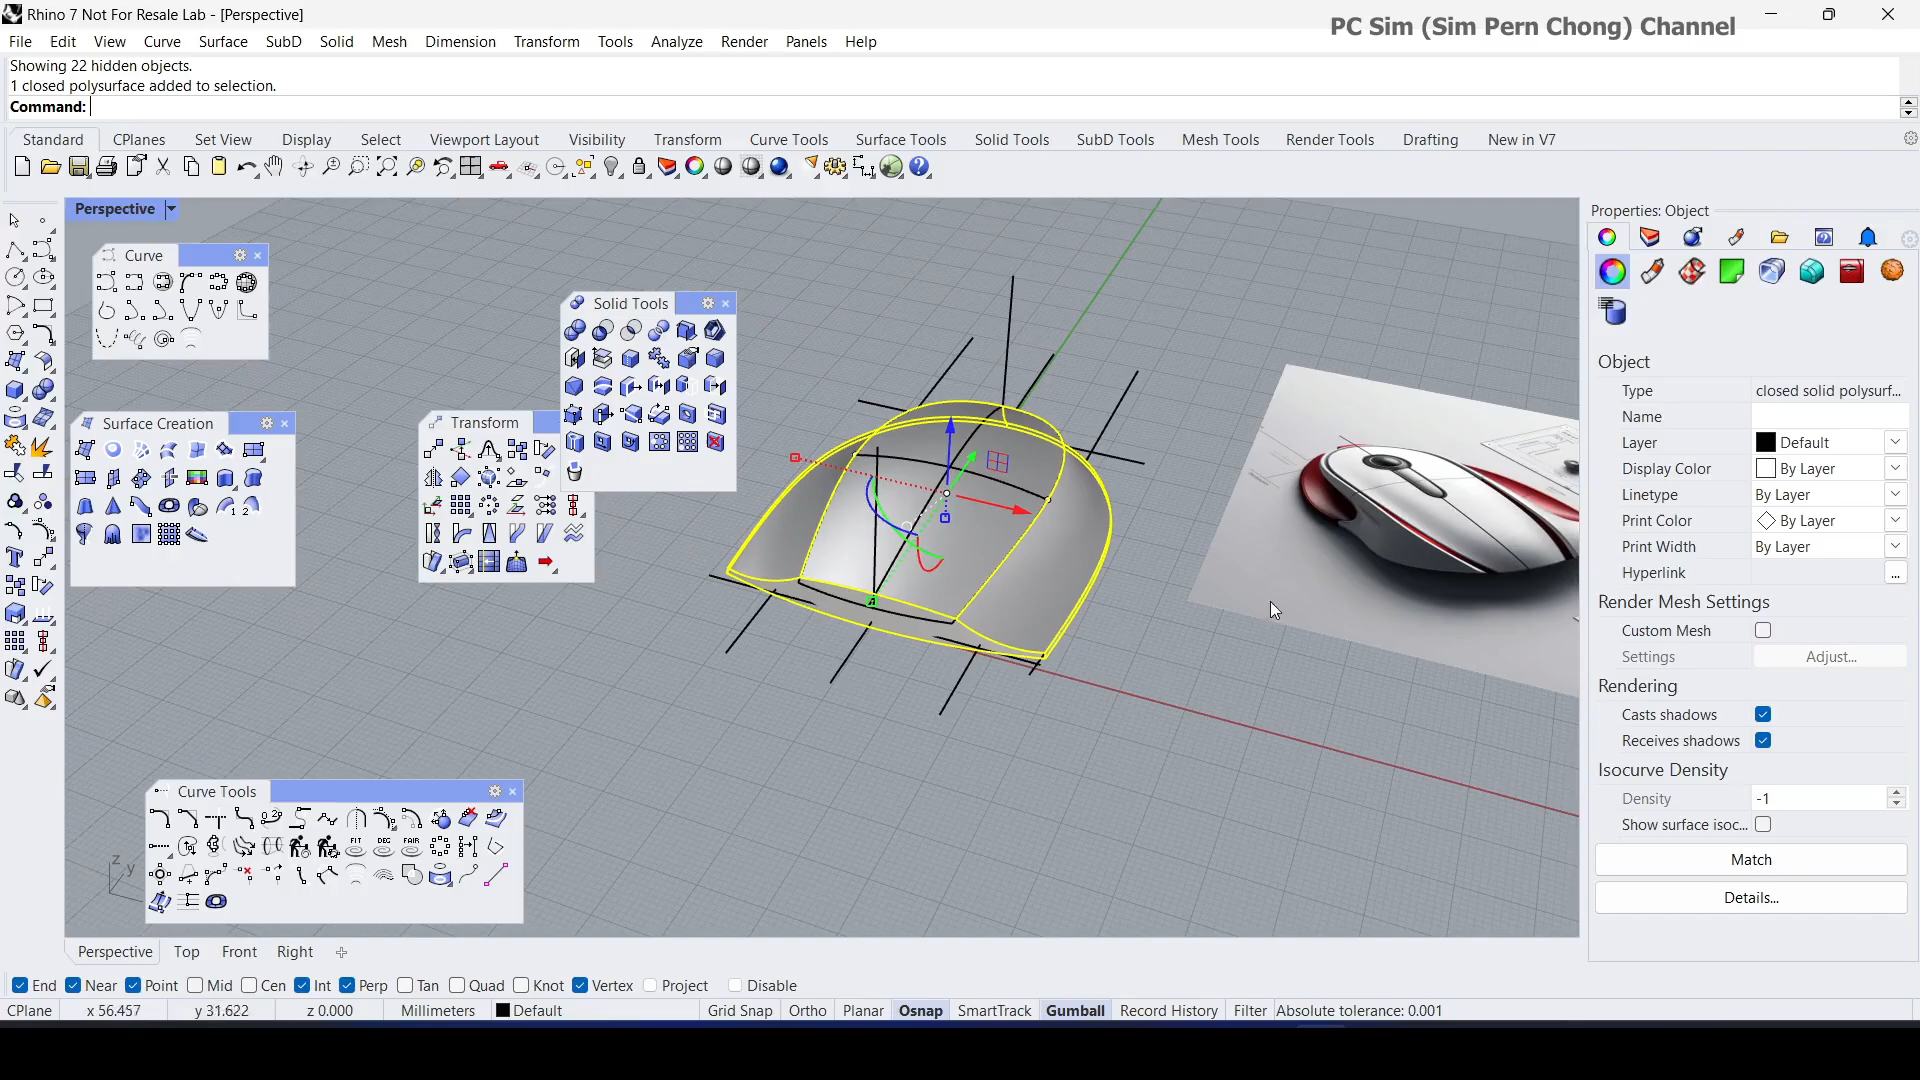 Rhino 7 Not For Resale Lab - [Perspective]
PC Sim (Sim Pern Chong) Channel
File Edit View Curve Surface SubD Solid Mesh Dimension Transform Tools Analyze Render Panels Help
Showing 22 hidden objects.
1 closed polysurface added to selection.
Command:
Standard CPlanes Set View Display Select Viewport Layout Visibility Transform Curve Tools Surface Tools Solid Tools SubD Tools Mesh Tools Render Tools Drafting New in V7
Perspective
Curve
Solid Tools
Surface Creation
Transform
Curve Tools
FIT DEG FAIR
z
y
Properties: Object
Object
Type closed solid polysurf...
Name
Layer Default
Display Color By Layer
Linetype By Layer
Print Color By Layer
Print Width By Layer
Hyperlink ...
Render Mesh Settings
Custom Mesh
Settings Adjust...
Rendering
Casts shadows
Receives shadows
Isocurve Density
Density -1
Show surface isoc...
Match
Details...
Perspective Top Front Right
End Near Point Mid Cen Int Perp Tan Quad Knot Vertex Project Disable
CPlane x 56.457 y 31.622 z 0.000 Millimeters Default Grid Snap Ortho Planar Osnap SmartTrack Gumball Record History Filter Absolute tolerance: 0.001